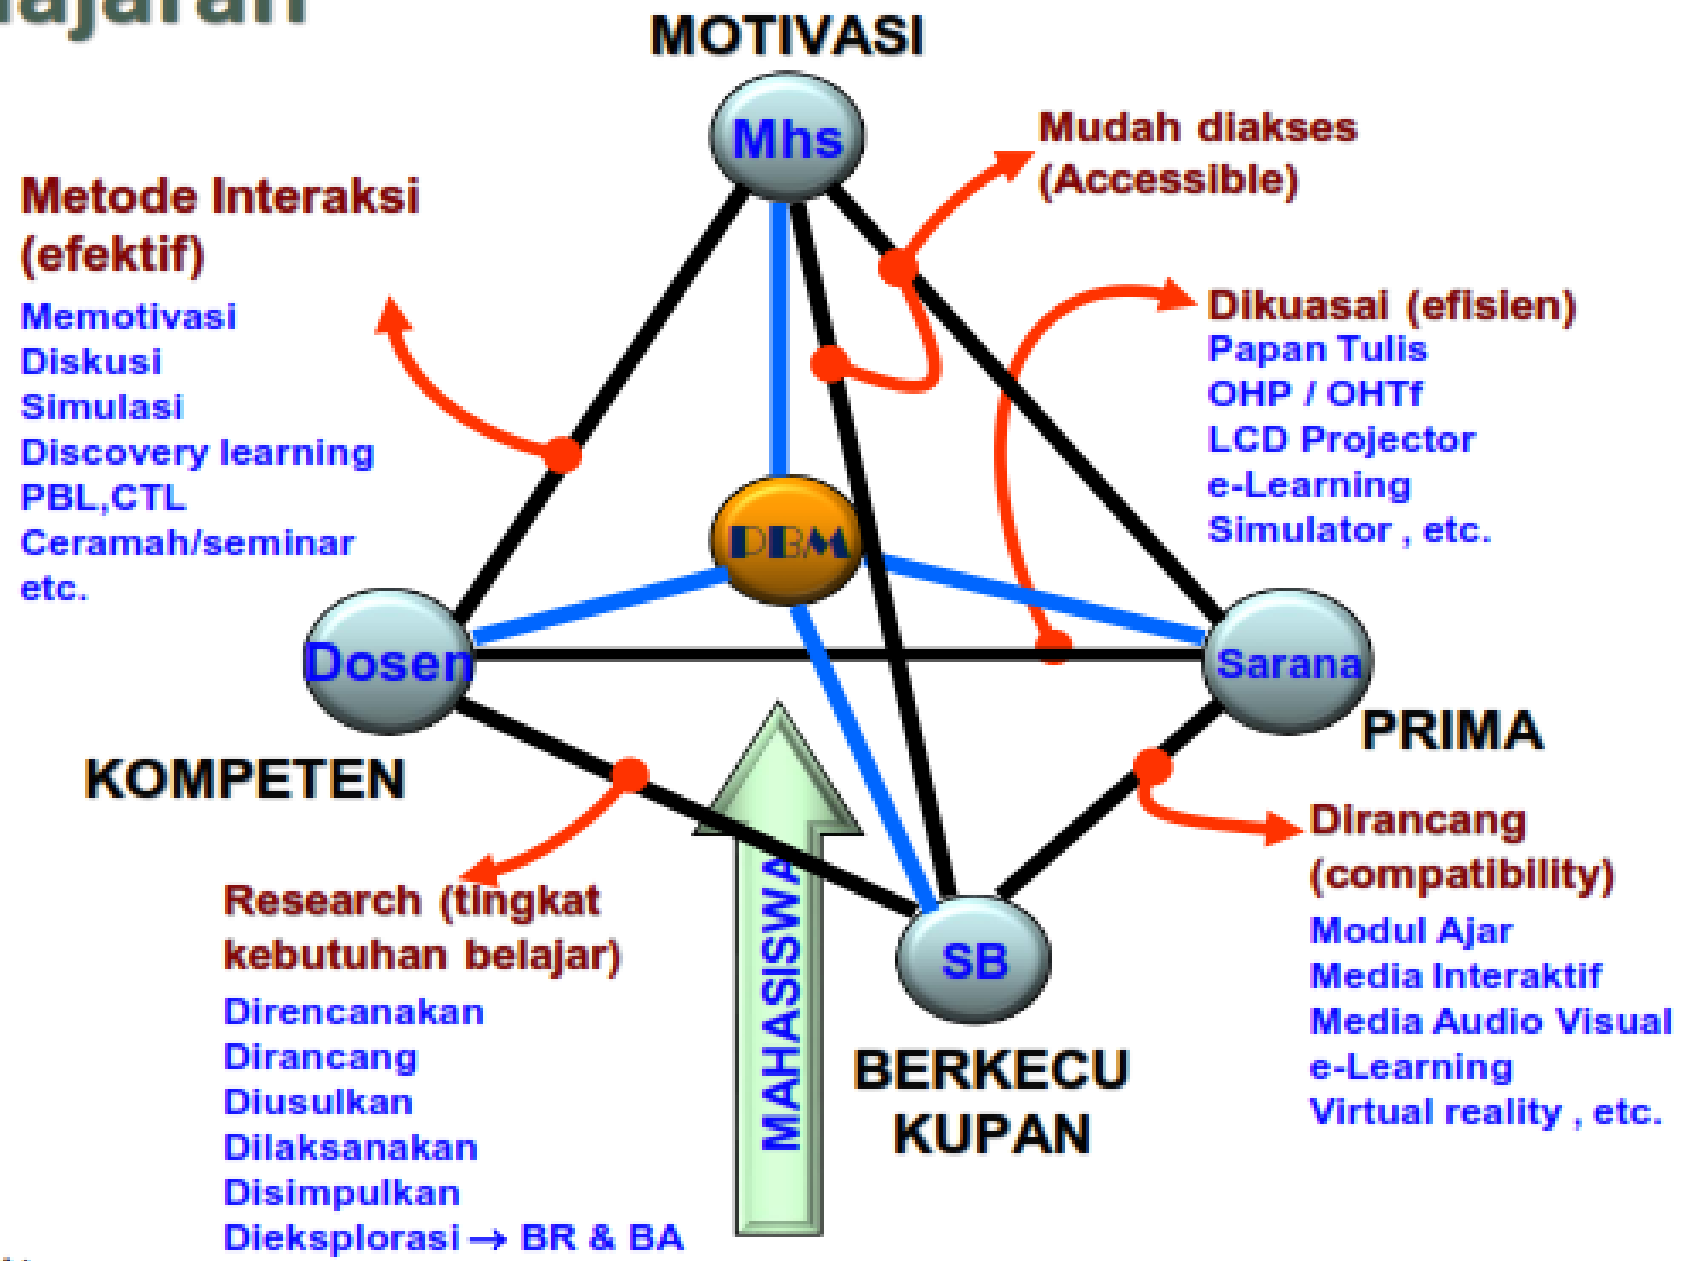 MOTIVASI
Mhs
Mudah diakses
(Accessible)
Metode Interaksi
(efektif)
Memotivasi
Diskusi
Simulasi
Discovery learning
PBL,CTL
Ceramah/seminar
etc.
Dikuasai (efisien)
Papan Tulis
OHP / OHTf
LCD Projector
e-Learning
Simulator , etc.
PBM
Dosen
Sarana
KOMPETEN
PRIMA
Research (tingkat
kebutuhan belajar)
Direncanakan
Dirancang
Diusulkan
Dilaksanakan
Disimpulkan
Dieksplorasi → BR & BA
MAHASISWA
SB
BERKECU
KUPAN
Dirancang
(compatibility)
Modul Ajar
Media Interaktif
Media Audio Visual
e-Learning
Virtual reality , etc.